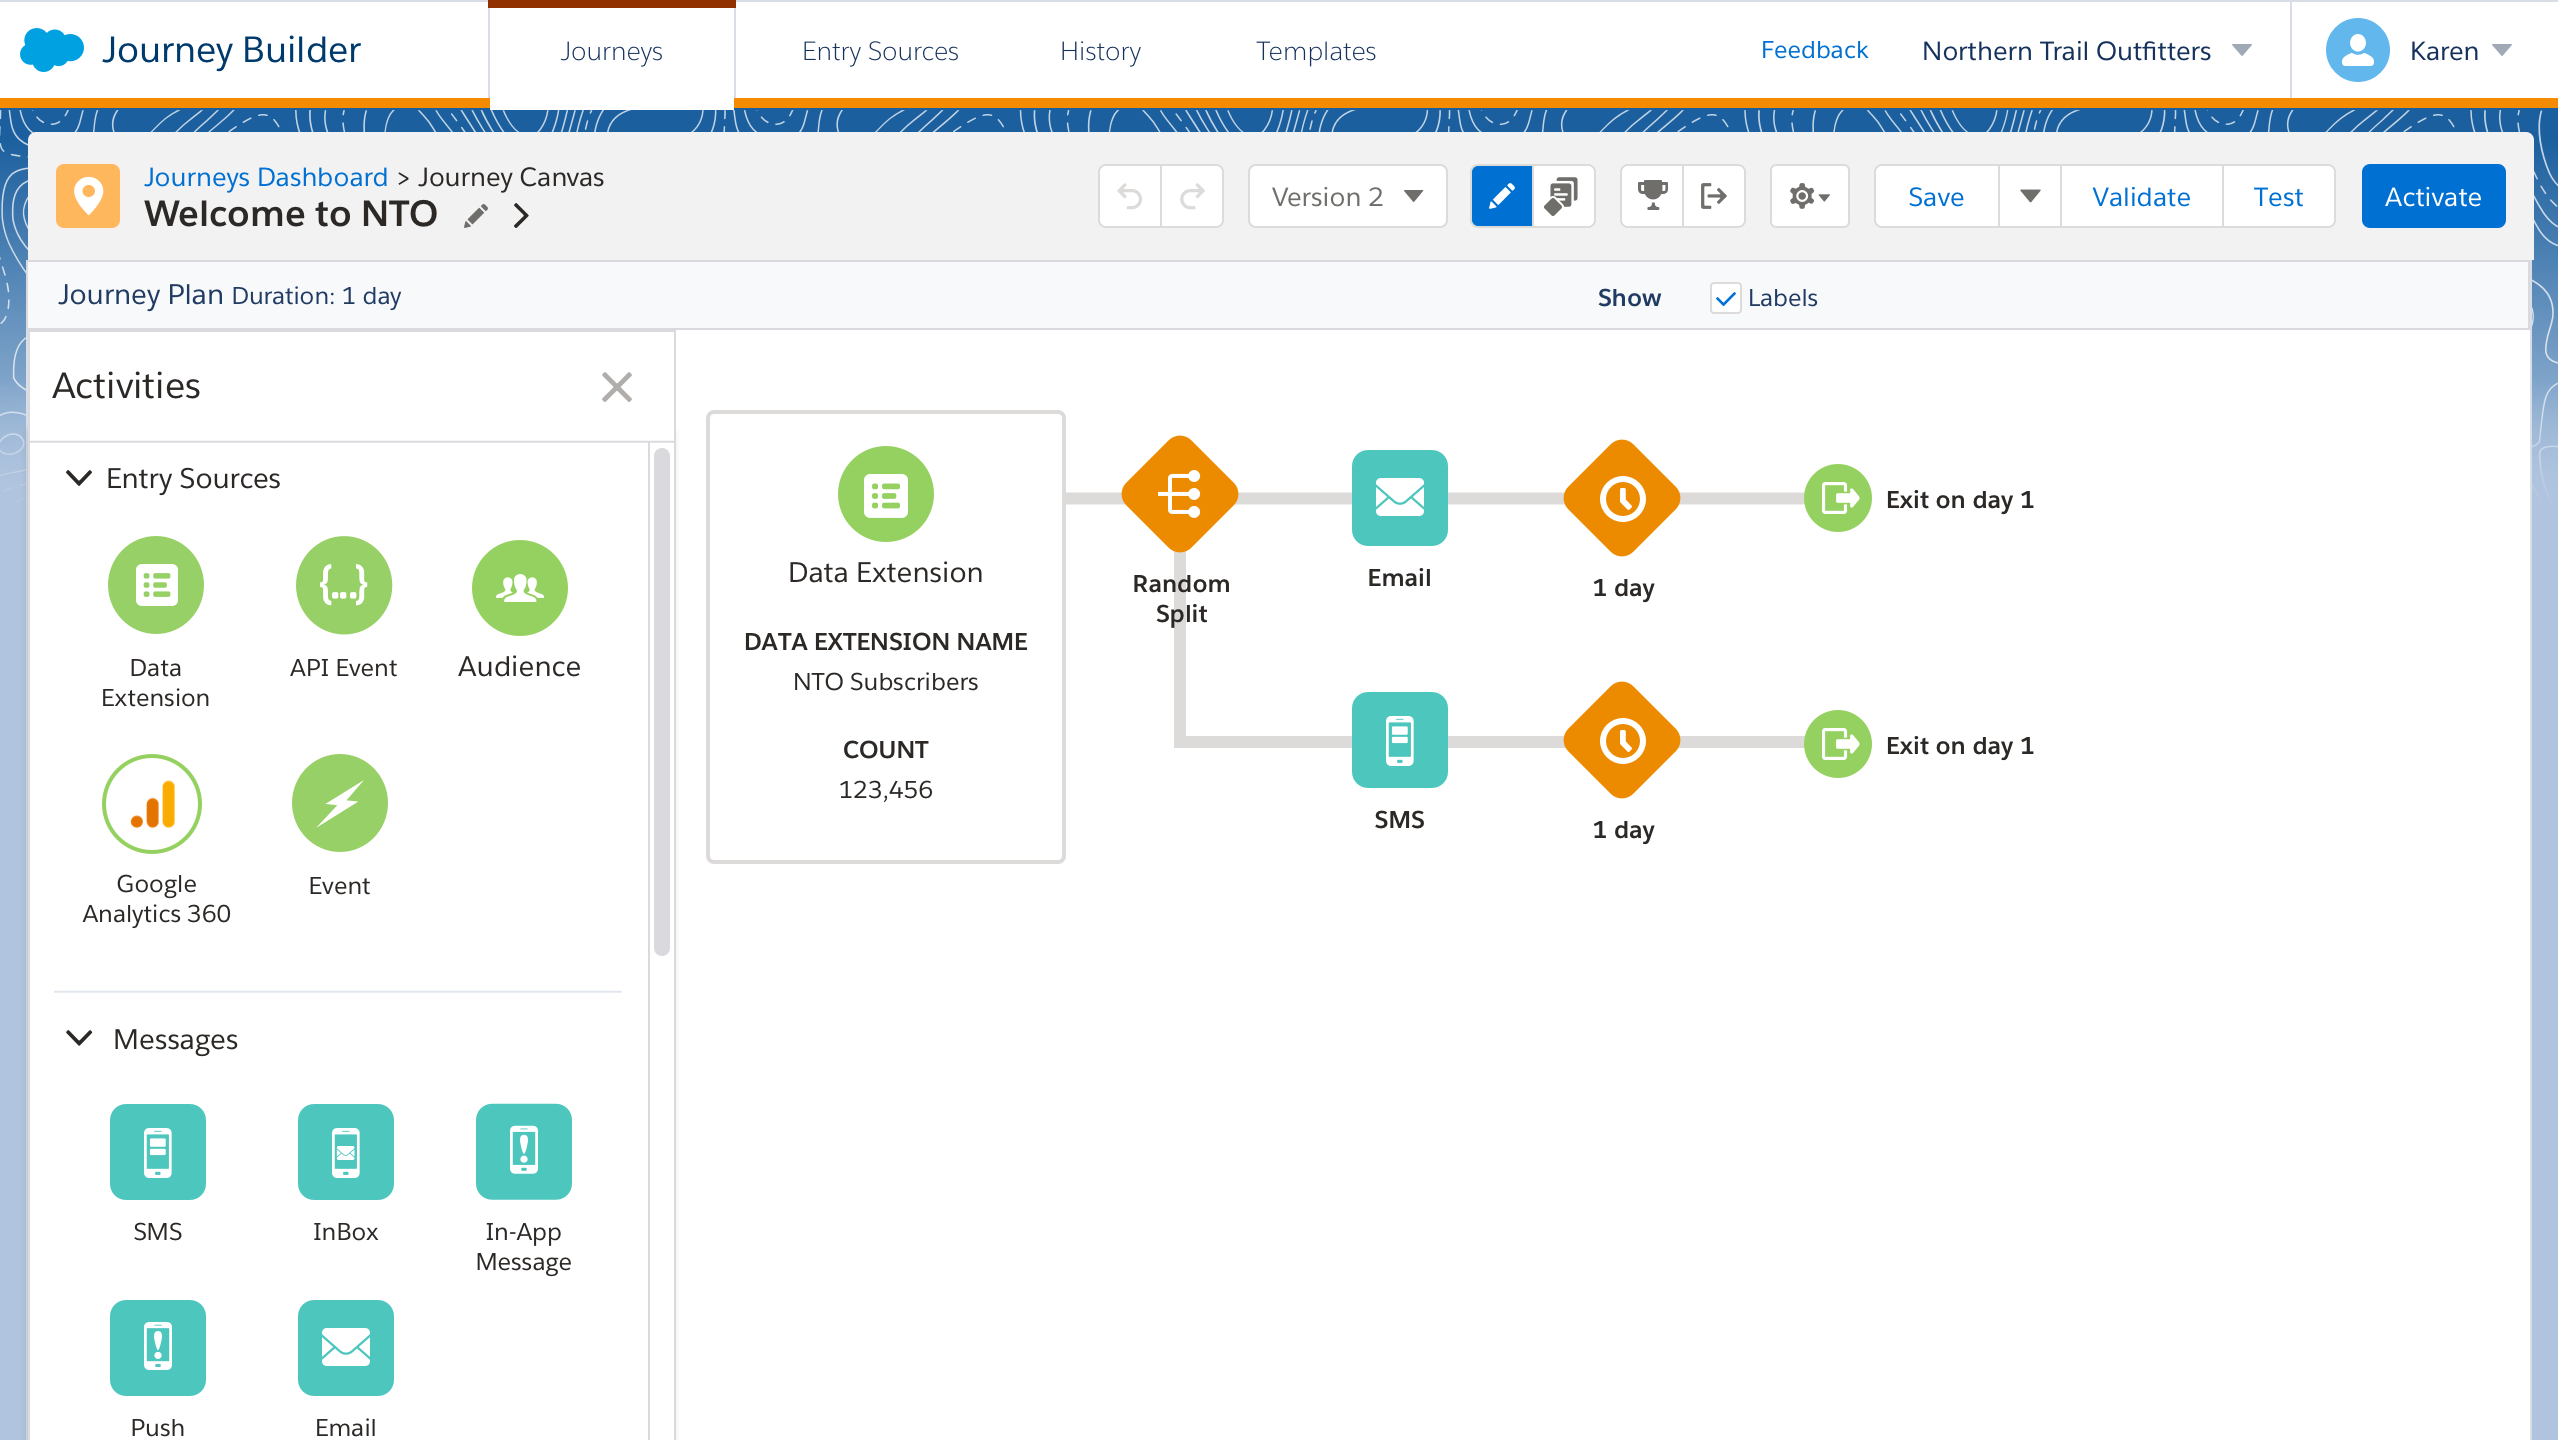 Journey Builder
Journeys
Entry Sources
History
Templates
Feedback
Northern Trail Outfitters
Karen
Journeys Dashboard > Journey Canvas
Welcome to NTO
Version 2
Save
Validate
Test
Activate
Journey Plan Duration: 1 day
Show
Labels
Activities
Entry Sources
Data
Extension
API Event
Audience
Google
Analytics 360
Event
Messages
SMS
InBox
In-App
Message
Push
Email
Data Extension
DATA EXTENSION NAME
NTO Subscribers
COUNT
123,456
Random
Split
Email
1 day
Exit on day 1
SMS
1 day
Exit on day 1